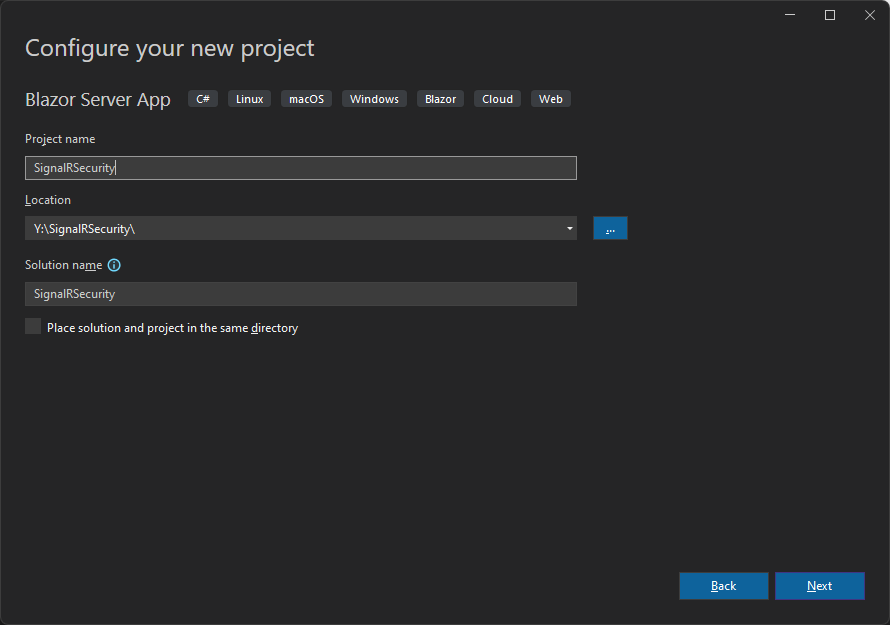 Configure your new project
Blazor Server App C# Linux macOS Windows Blazor Cloud Web
Project name
SignalRSecurity
Location
Y:\SignalRSecurity\
...
Solution name
SignalRSecurity
Place solution and project in the same directory
Back Next